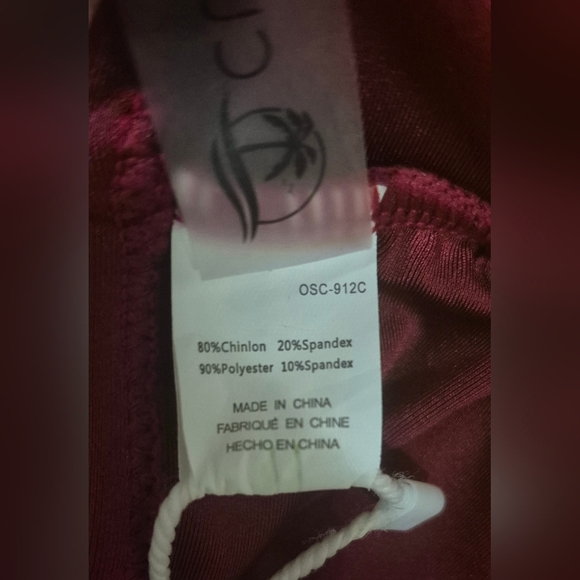 cr
OSC-912C
80%Chinlon 20%Spandex
90%Polyester 10%Spandex
MADE IN CHINA
FABRIQUÉ EN CHINE
HECHO EN CHINA